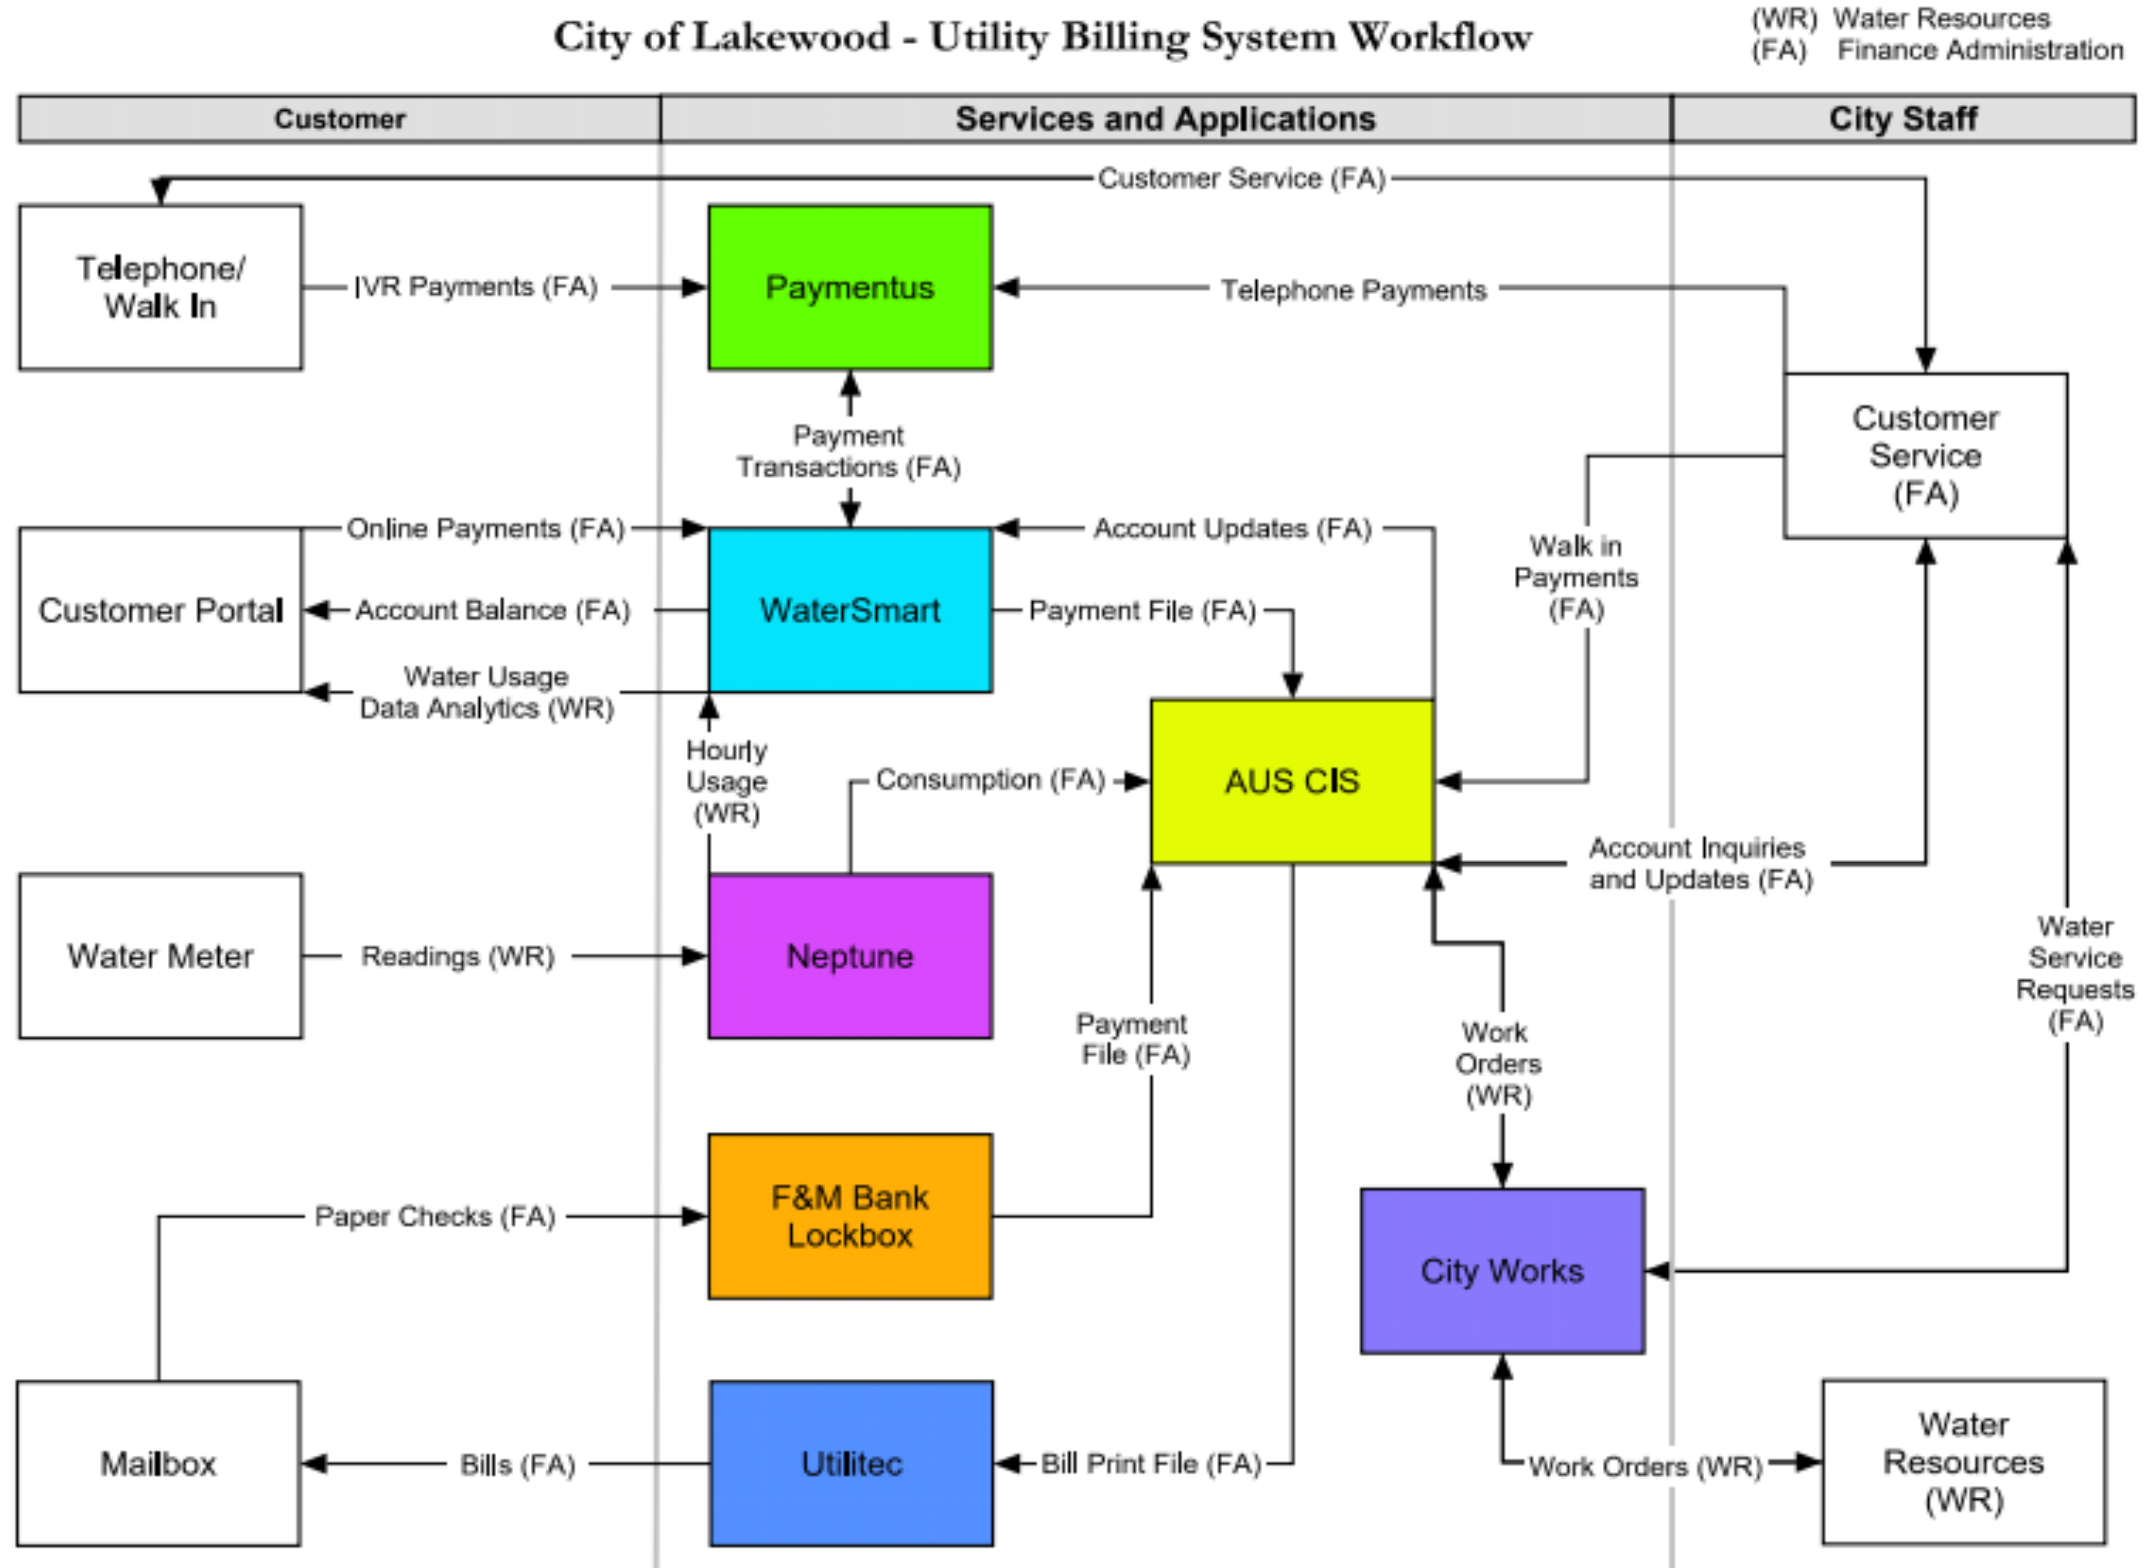 City of Lakewood - Utility Billing System Workflow
(WR) Water Resources
(FA) Finance Administration
Customer
Services and Applications
City Staff
Customer Service (FA)
Telephone/
Walk In
IVR Payments (FA)
Paymentus
Telephone Payments
Customer
Service
(FA)
Payment
Transactions (FA)
Online Payments (FA)
Account Updates (FA)
Walk in
Payments
(FA)
Customer Portal
Account Balance (FA)
WaterSmart
Payment File (FA)
Water Usage
Data Analytics (WR)
Hourly
Usage
(WR)
Consumption (FA)
AUS CIS
Account Inquiries
and Updates (FA)
Water Meter
Readings (WR)
Neptune
Water
Service
Requests
(FA)
Payment
File (FA)
Work
Orders
(WR)
Paper Checks (FA)
F&M Bank
Lockbox
City Works
Mailbox
Bills (FA)
Utilitec
Bill Print File (FA)
Work Orders (WR)
Water
Resources
(WR)